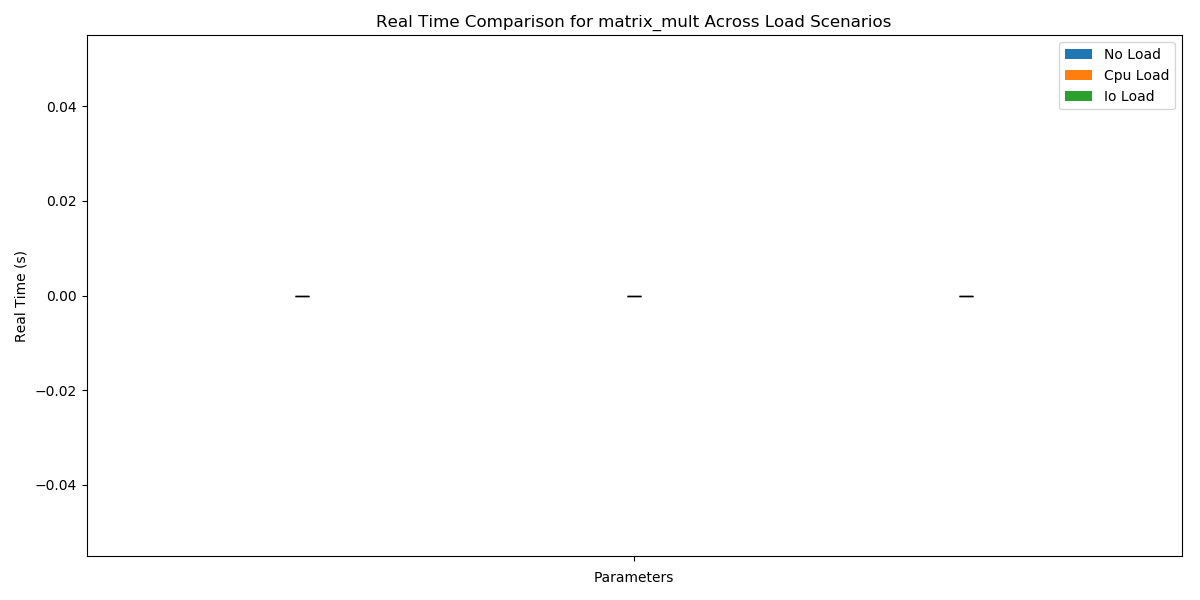 Real Time Comparison for matrix_mult Across Load Scenarios
No Load
Cpu Load
Io Load
0.04
0.02
0.00
−0.02
−0.04
Real Time (s)
Parameters